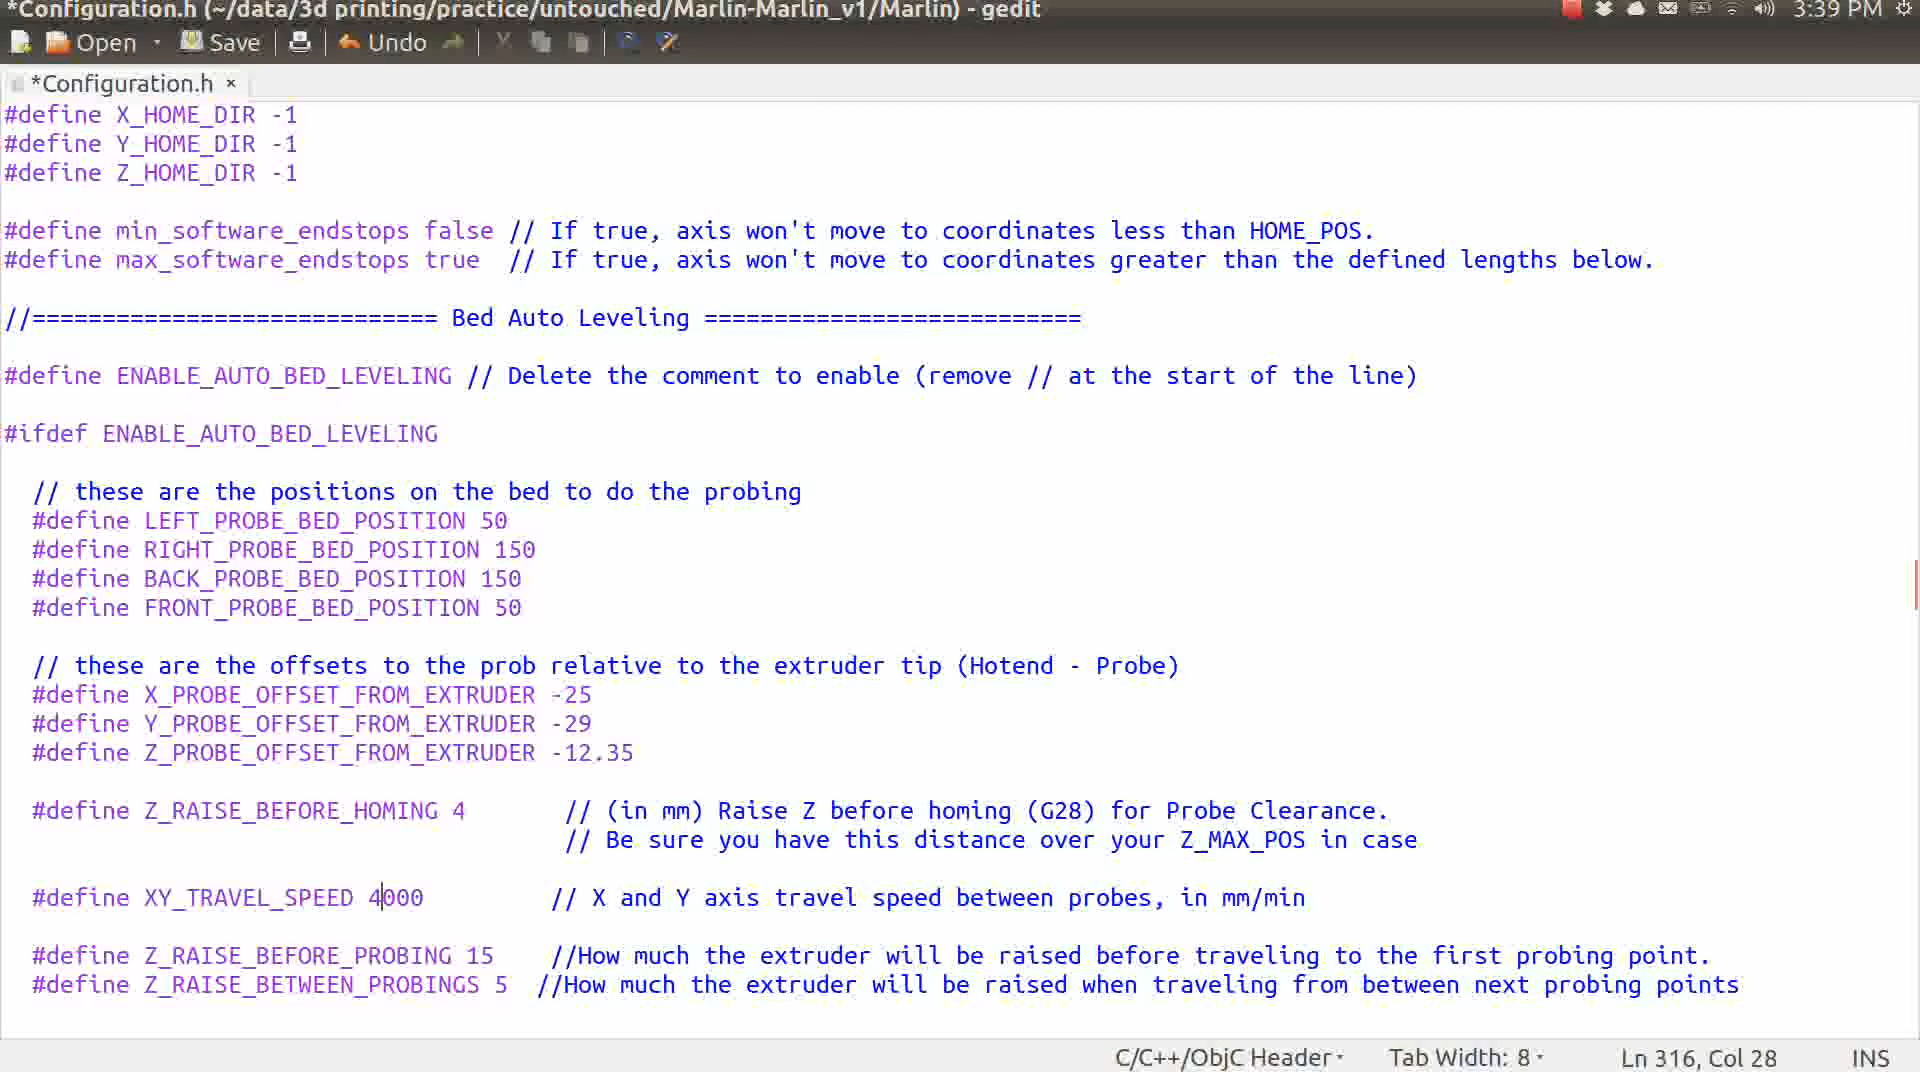 *Configuration.h (~/data/3d printing/practice/untouched/Marlin-Marlin_v1/Marlin) - gedit
3:39 PM
Open Save Undo
*Configuration.h ×
#define X_HOME_DIR -1
#define Y_HOME_DIR -1
#define Z_HOME_DIR -1
#define min_software_endstops false // If true, axis won't move to coordinates less than HOME_POS.
#define max_software_endstops true  // If true, axis won't move to coordinates greater than the defined lengths below.
//============================= Bed Auto Leveling ===========================
#define ENABLE_AUTO_BED_LEVELING // Delete the comment to enable (remove // at the start of the line)
#ifdef ENABLE_AUTO_BED_LEVELING
// these are the positions on the bed to do the probing
#define LEFT_PROBE_BED_POSITION 50
#define RIGHT_PROBE_BED_POSITION 150
#define BACK_PROBE_BED_POSITION 150
#define FRONT_PROBE_BED_POSITION 50
// these are the offsets to the prob relative to the extruder tip (Hotend - Probe)
#define X_PROBE_OFFSET_FROM_EXTRUDER -25
#define Y_PROBE_OFFSET_FROM_EXTRUDER -29
#define Z_PROBE_OFFSET_FROM_EXTRUDER -12.35
#define Z_RAISE_BEFORE_HOMING 4       // (in mm) Raise Z before homing (G28) for Probe Clearance.
// Be sure you have this distance over your Z_MAX_POS in case
#define XY_TRAVEL_SPEED 4000         // X and Y axis travel speed between probes, in mm/min
#define Z_RAISE_BEFORE_PROBING 15    //How much the extruder will be raised before traveling to the first probing point.
#define Z_RAISE_BETWEEN_PROBINGS 5  //How much the extruder will be raised when traveling from between next probing points
C/C++/ObjC Header Tab Width: 8 Ln 316, Col 28 INS